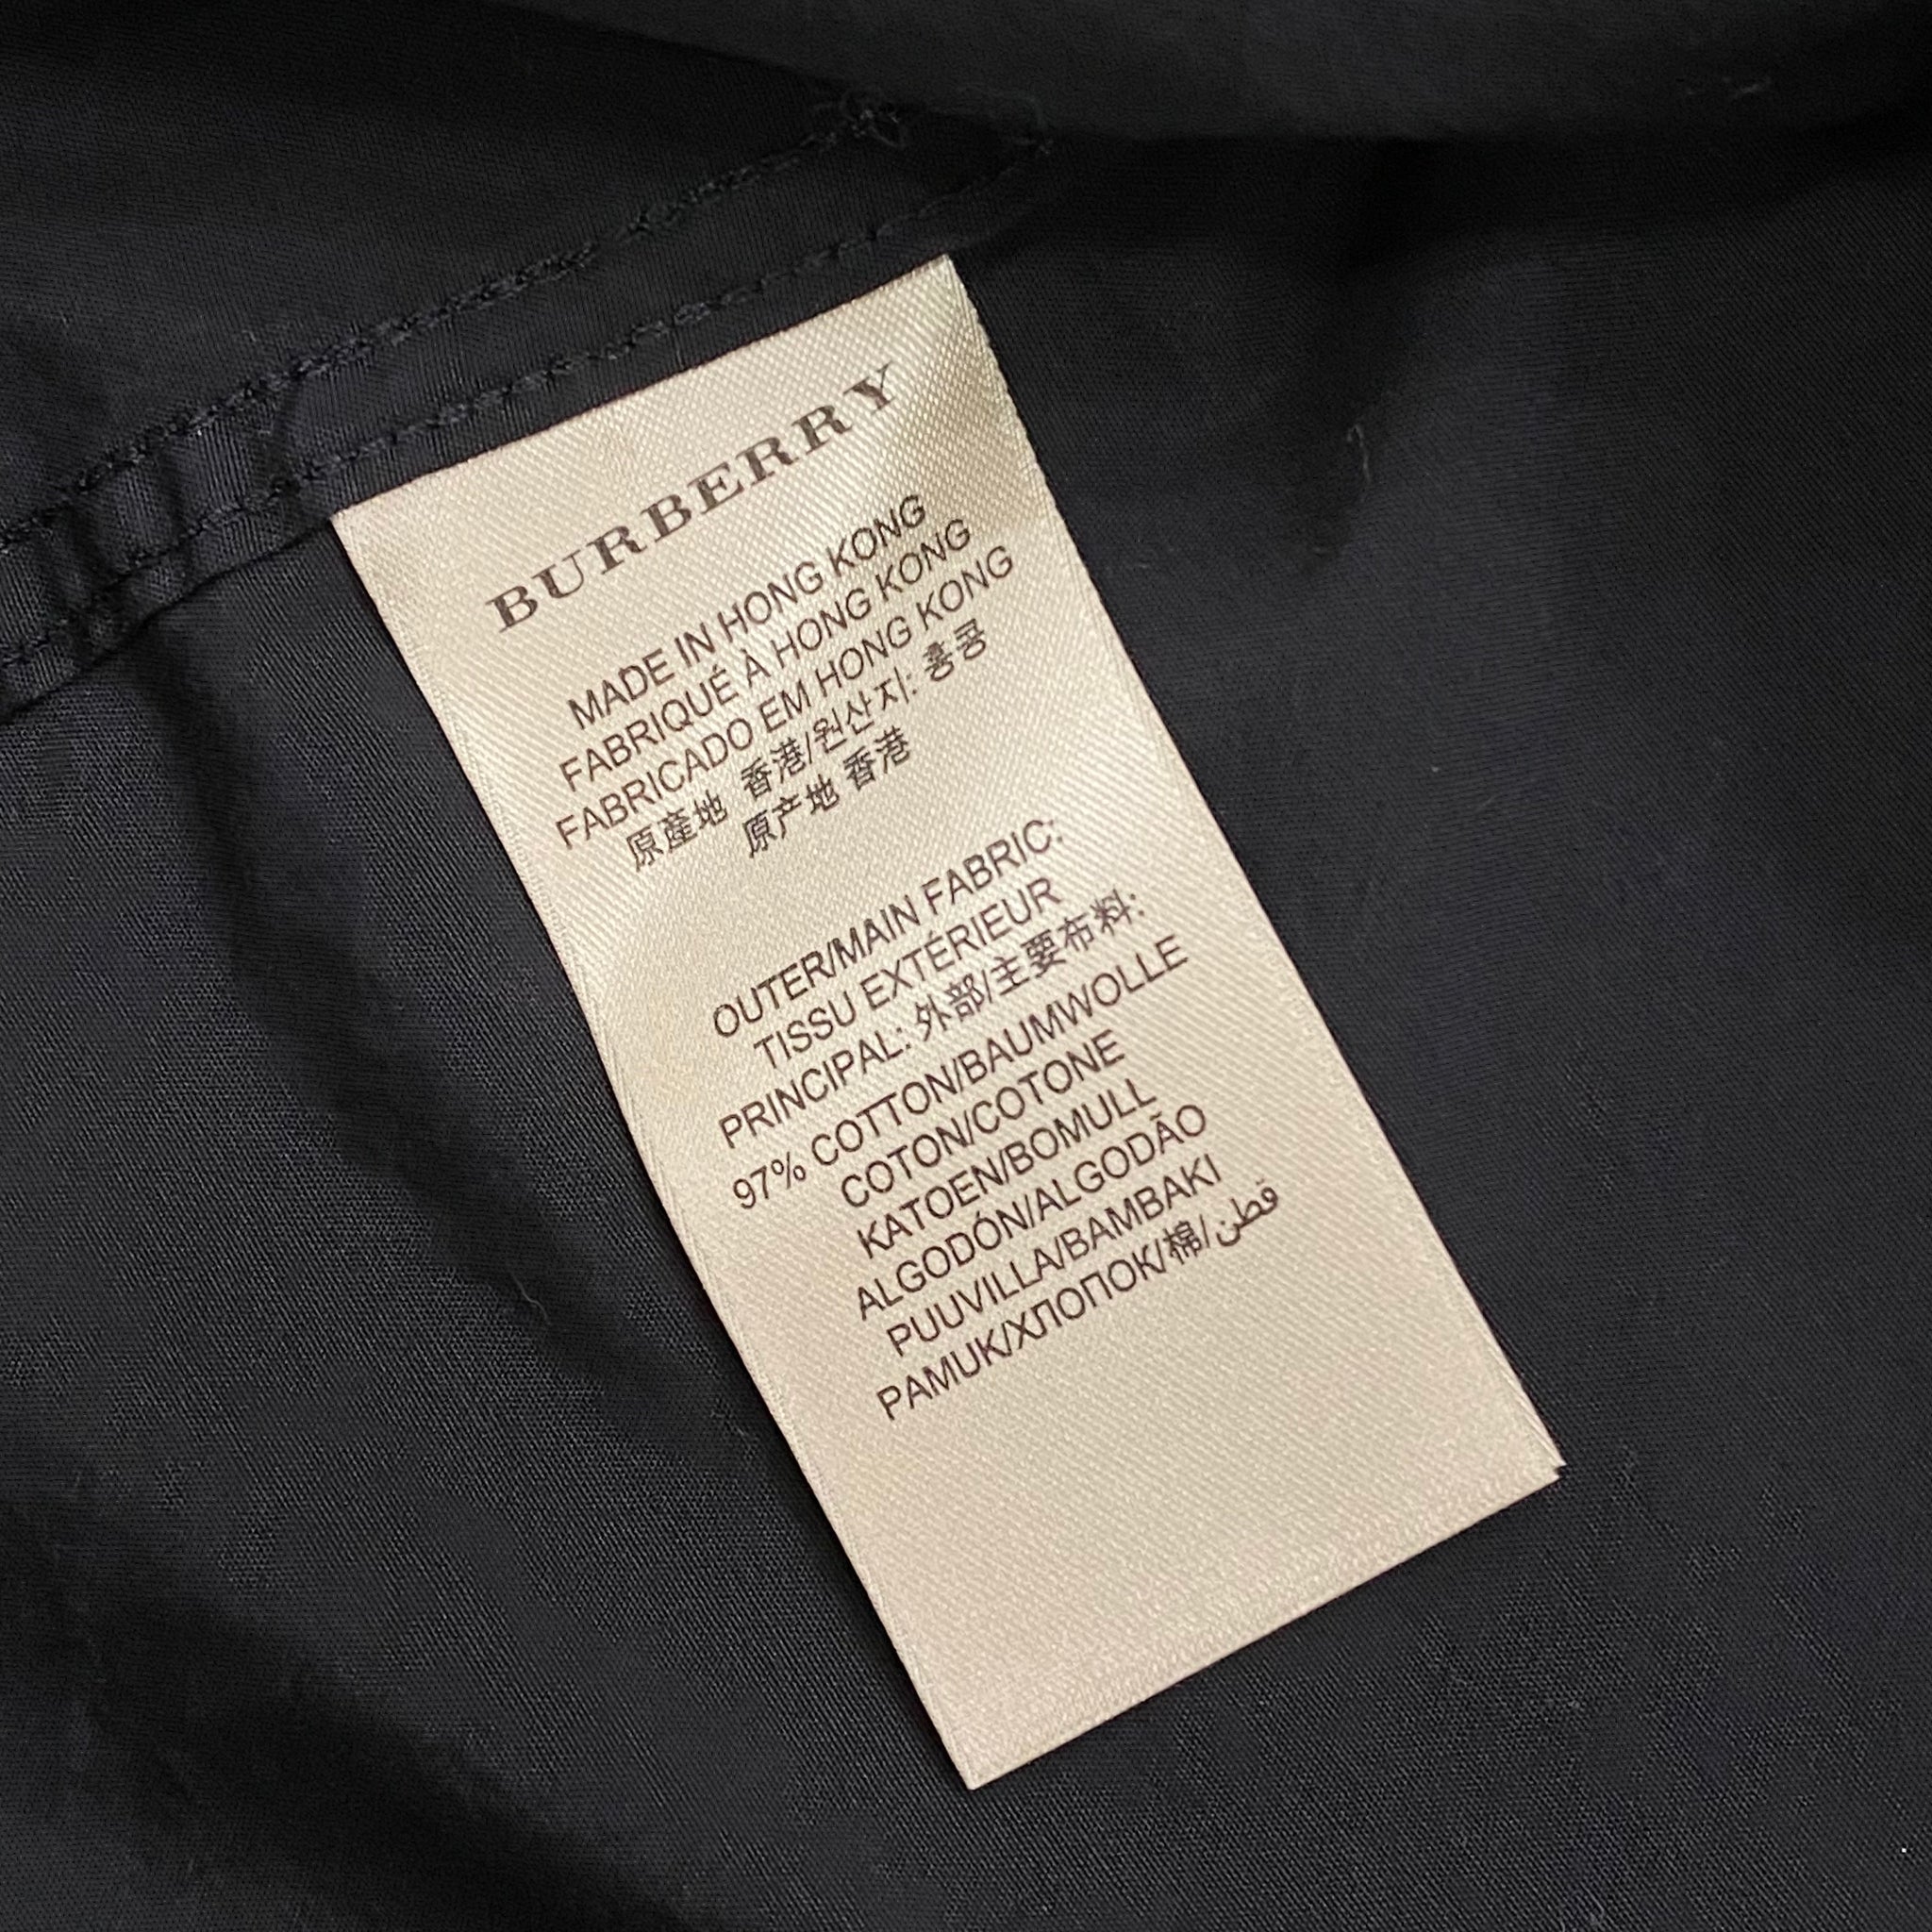 BURBERRY
MADE IN HONG KONG
FABRIQUÉ À HONG KONG
FABRICADO EM HONG KONG
原産地 香港/원산지: 홍콩
原产地 香港
OUTER/MAIN FABRIC:
TISSU EXTÉRIEUR
PRINCIPAL: 外部/主要布料:
97% COTTON/BAUMWOLLE
COTON/COTONE
KATOEN/BOMULL
ALGODÓN/ALGODÃO
PUUVILLA/BAMBAKI
PAMUK/ХЛОПОК/棉/قطن